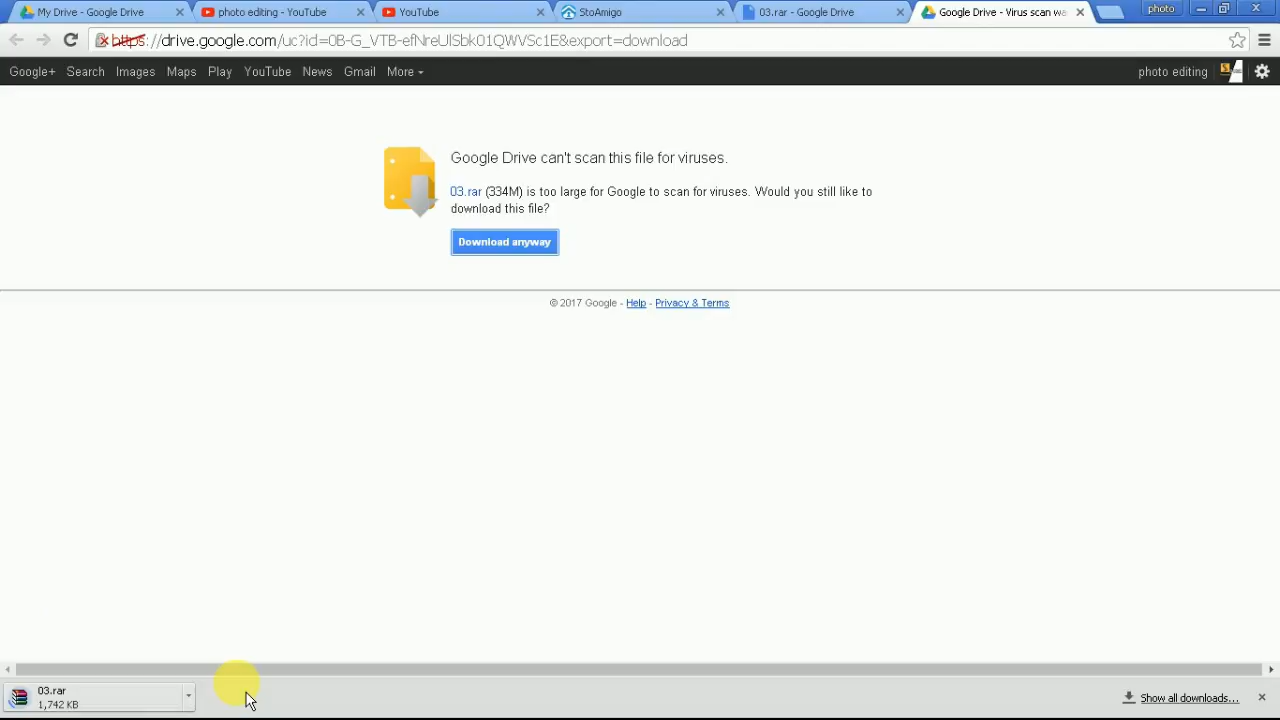 My Drive - Google Drive
photo editing - YouTube
YouTube
StoAmigo
03.rar - Google Drive
Google Drive - Virus scan wa
photo
https://drive.google.com/uc?id=0B-G_VTB-efNreUlSbk01QWVSc1E&export=download
Google+ Search Images Maps Play YouTube News Gmail More
photo editing
Google Drive can't scan this file for viruses.
03.rar (334M) is too large for Google to scan for viruses. Would you still like to
download this file?
Download anyway
© 2017 Google - Help - Privacy & Terms
03.rar
1,742 KB
Show all downloads...